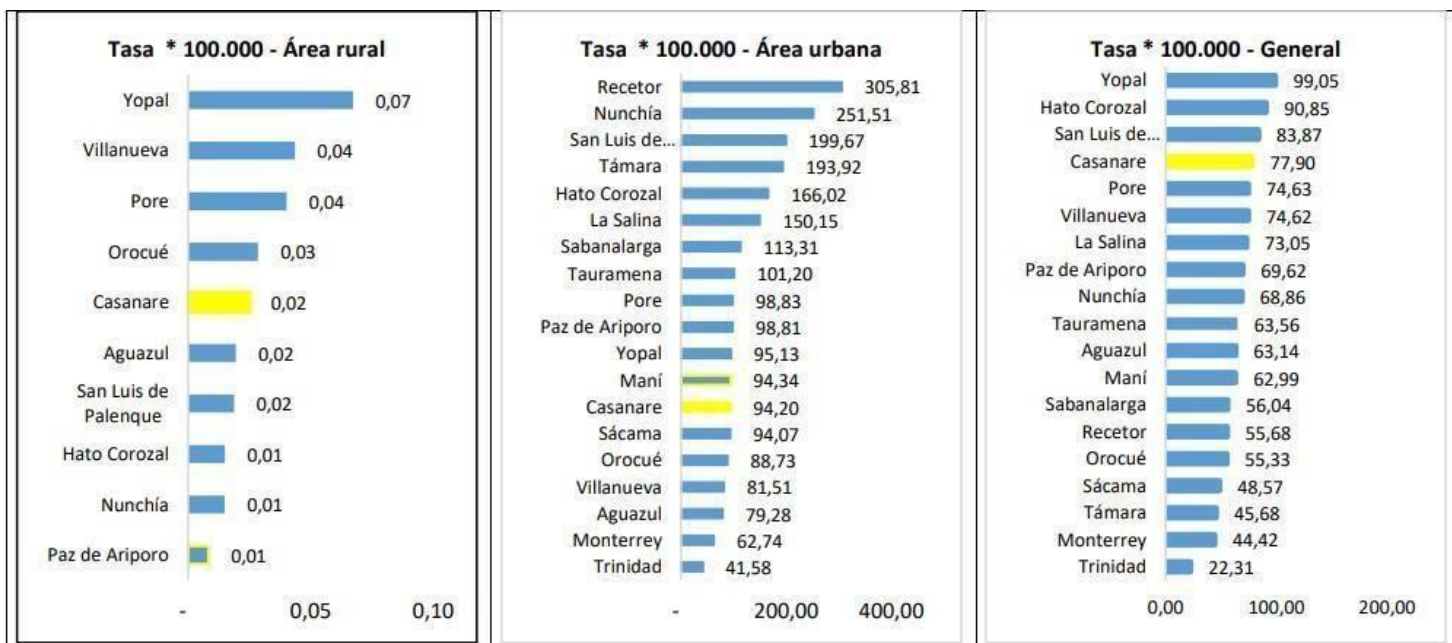 Tasa * 100.000 - Área rural
Yopal 0,07
Villanueva 0,04
Pore 0,04
Orocué 0,03
Casanare 0,02
Aguazul 0,02
San Luis de
Palenque 0,02
Hato Corozal 0,01
Nunchía 0,01
Paz de Ariporo 0,01
- 0,05 0,10
Tasa * 100.000 - Área urbana
Recetor 305,81
Nunchía 251,51
San Luis de... 199,67
Támara 193,92
Hato Corozal 166,02
La Salina 150,15
Sabanalarga 113,31
Tauramena 101,20
Pore 98,83
Paz de Ariporo 98,81
Yopal 95,13
Maní 94,34
Casanare 94,20
Sácama 94,07
Orocué 88,73
Villanueva 81,51
Aguazul 79,28
Monterrey 62,74
Trinidad 41,58
- 200,00 400,00
Tasa * 100.000 - General
Yopal 99,05
Hato Corozal 90,85
San Luis de... 83,87
Casanare 77,90
Pore 74,63
Villanueva 74,62
La Salina 73,05
Paz de Ariporo 69,62
Nunchía 68,86
Tauramena 63,56
Aguazul 63,14
Maní 62,99
Sabanalarga 56,04
Recetor 55,68
Orocué 55,33
Sácama 48,57
Támara 45,68
Monterrey 44,42
Trinidad 22,31
0,00 100,00 200,00